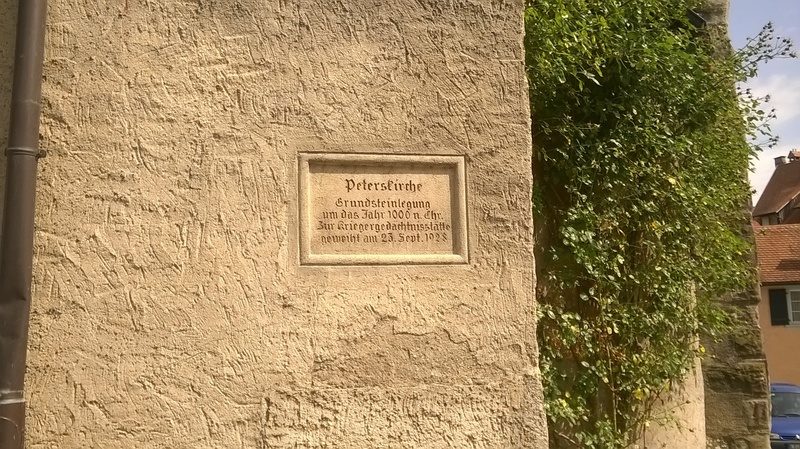 Peterskirche
Grundsteinlegung
um das Jahr 1000 n. Chr.
Zur Kriegergedächtnisstätte
geweiht am 23. Sept. 1928